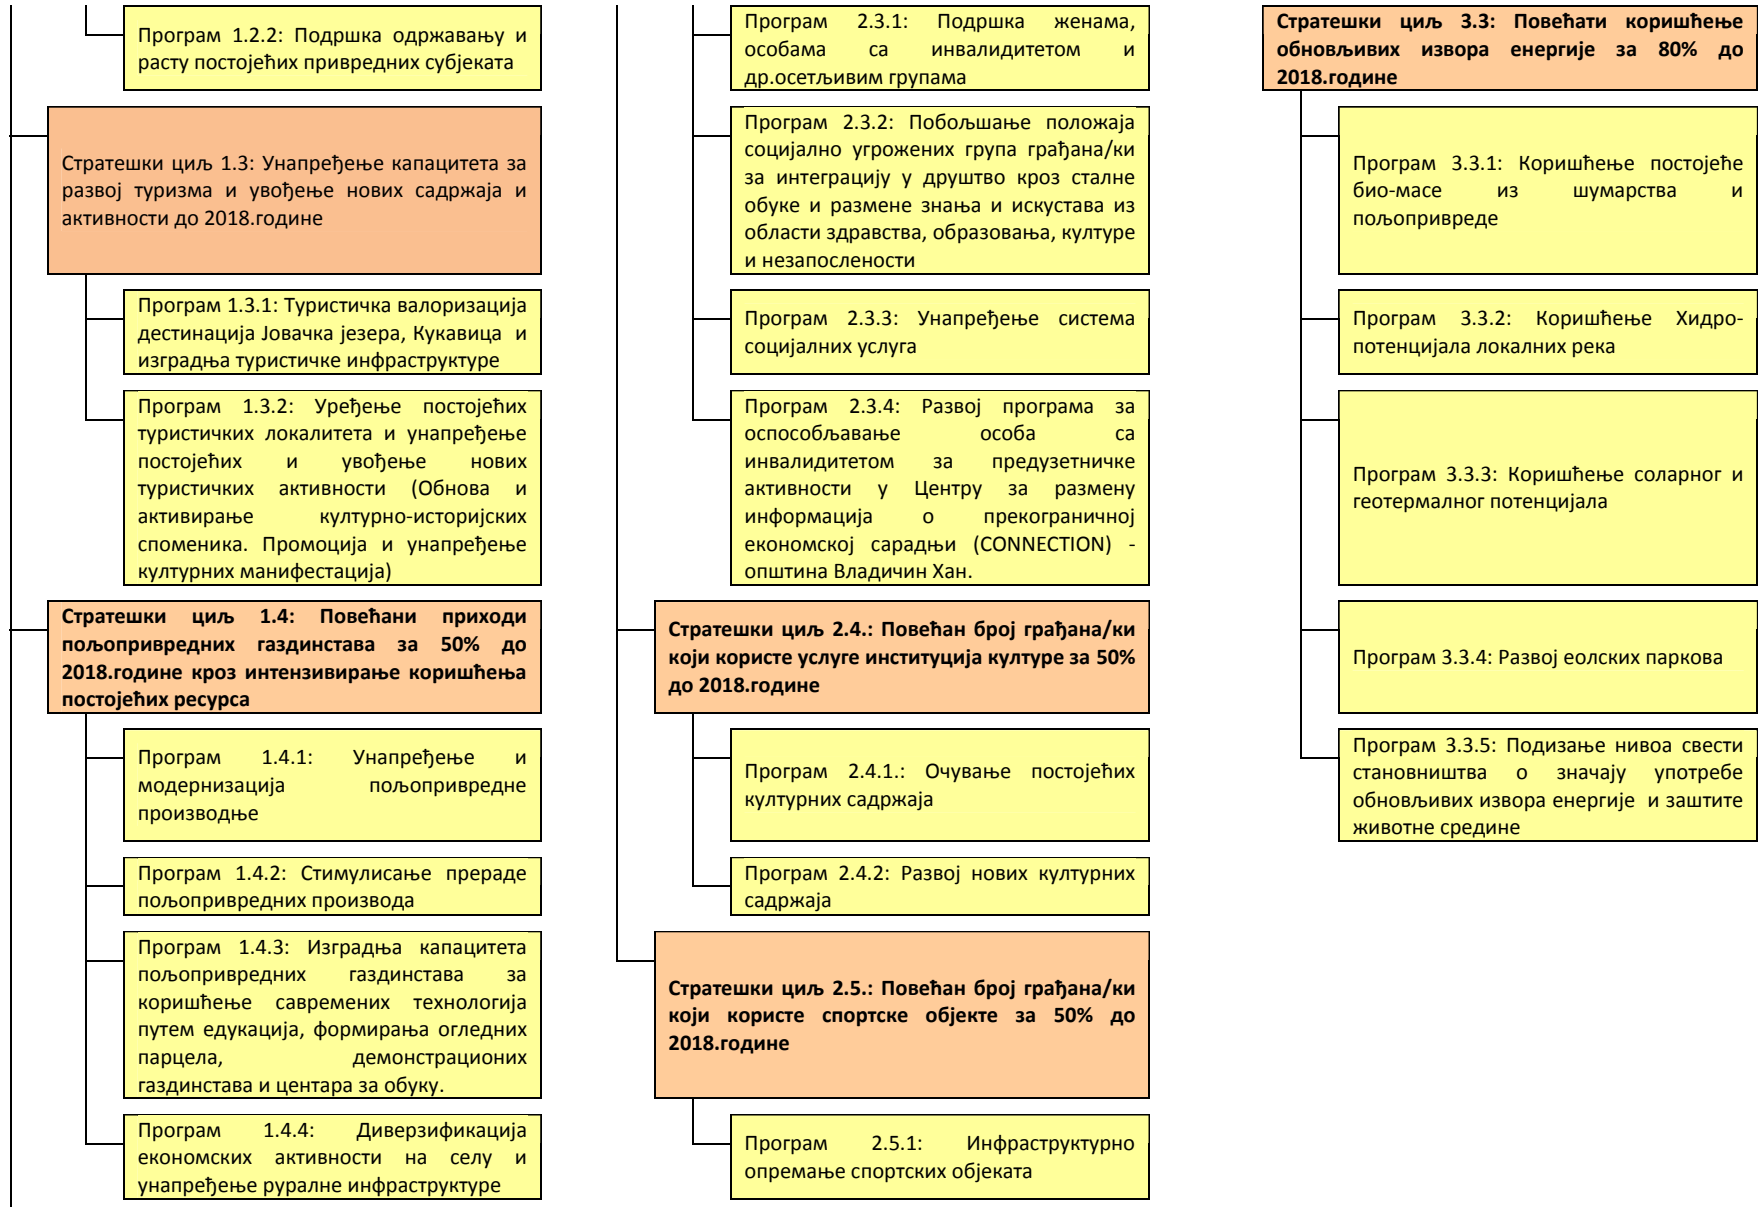 Програм 1.2.2: Подршка одржавању и
расту постојећих привредних субјеката
Стратешки циљ 1.3: Унапређење капацитета за
развој туризма и увођење нових садржаја и
активности до 2018.године
Програм 1.3.1: Туристичка валоризација
дестинација Јовачка језера, Кукавица и
изградња туристичке инфраструктуре
Програм 1.3.2: Уређење постојећих
туристичких локалитета и унапређење
постојећих и увођење нових
туристичких активности (Обнова и
активирање културно-историјских
споменика. Промоција и унапређење
културних манифестација)
Стратешки циљ 1.4: Повећани приходи
пољопривредних газдинстава за 50% до
2018.године кроз интензивирање коришћења
постојећих ресурса
Програм 1.4.1: Унапређење и
модернизација пољопривредне
производње
Програм 1.4.2: Стимулисање прераде
пољопривредних производа
Програм 1.4.3: Изградња капацитета
пољопривредних газдинстава за
коришћење савремених технологија
путем едукација, формирања огледних
парцела, демонстрационих
газдинстава и центара за обуку.
Програм 1.4.4: Диверзификација
економских активности на селу и
унапређење руралне инфраструктуре
Програм 2.3.1: Подршка женама,
особама са инвалидитетом и
др.осетљивим групама
Програм 2.3.2: Побољшање положаја
социјално угрожених група грађана/ки
за интеграцију у друштво кроз сталне
обуке и размене знања и искустава из
области здравства, образовања, културе
и незапослености
Програм 2.3.3: Унапређење система
социјалних услуга
Програм 2.3.4: Развој програма за
оспособљавање особа са
инвалидитетом за предузетничке
активности у Центру за размену
информација о прекограничној
економској сарадњи (CONNECTION) -
општина Владичин Хан.
Стратешки циљ 2.4.: Повећан број грађана/ки
који користе услуге институција културе за 50%
до 2018.године
Програм 2.4.1.: Очување постојећих
културних садржаја
Програм 2.4.2: Развој нових културних
садржаја
Стратешки циљ 2.5.: Повећан број грађана/ки
који користе спортске објекте за 50% до
2018.године
Програм 2.5.1: Инфраструктурно
опремање спортских објеката
Стратешки циљ 3.3: Повећати коришћење
обновљивих извора енергије за 80% до
2018.године
Програм 3.3.1: Коришћење постојеће
био-масе из шумарства и
пољопривреде
Програм 3.3.2: Коришћење Хидро-
потенцијала локалних река
Програм 3.3.3: Коришћење соларног и
геотермалног потенцијала
Програм 3.3.4: Развој еолских паркова
Програм 3.3.5: Подизање нивоа свести
становништва о значају употребе
обновљивих извора енергије и заштите
животне средине